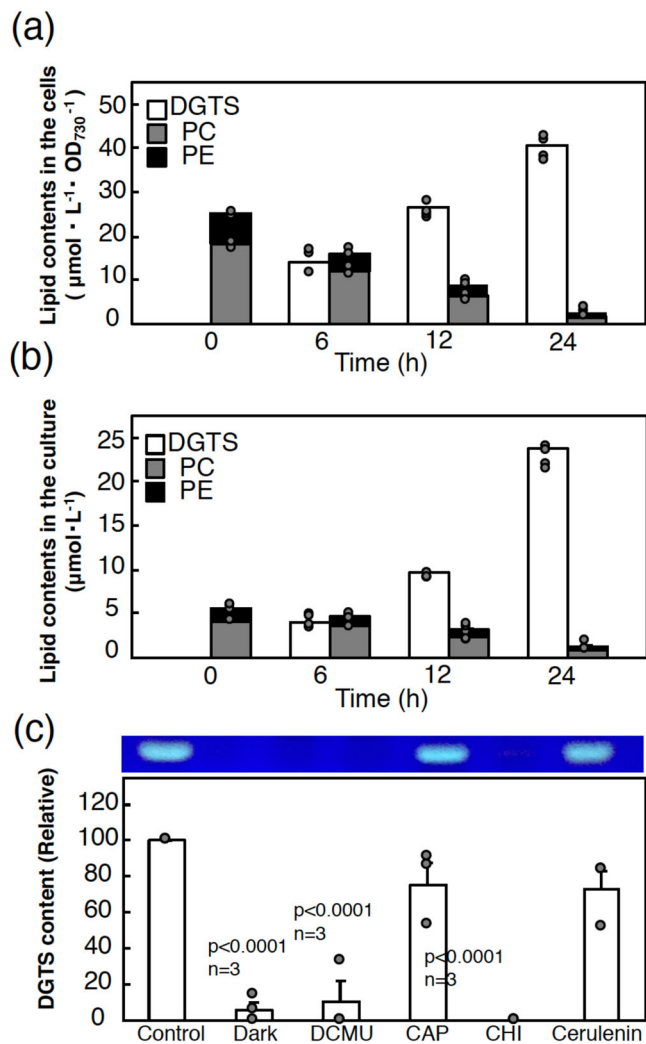 (a)
Lipid contents in the cells
( μmol · L⁻¹ · OD₇₃₀⁻¹ )
50
40
30
20
10
0
DGTS
PC
PE
0 6 12 24
Time (h)
(b)
Lipid contents in the culture
(μmol·L⁻¹)
25
20
15
10
5
0
DGTS
PC
PE
0 6 12 24
Time (h)
(c)
DGTS content (Relative)
120
100
80
60
40
20
0
p<0.0001
n=3
p<0.0001
n=3
p<0.0001
n=3
Control Dark DCMU CAP CHI Cerulenin